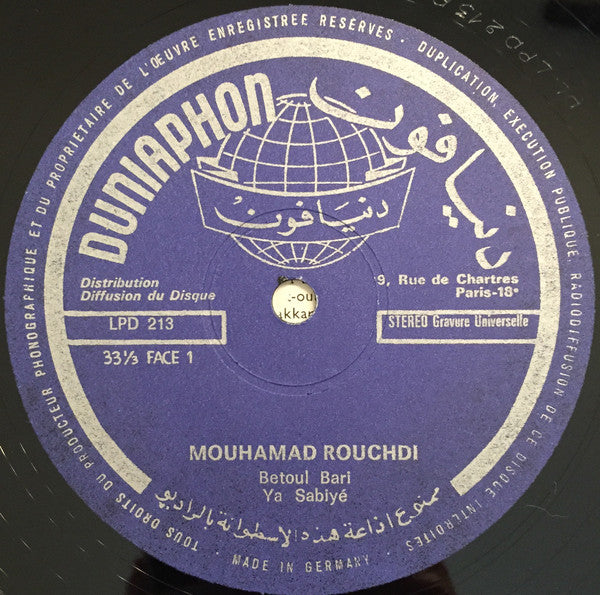 TOUS DROITS DU PRODUCTEUR PHONOGRAPHIQUE ET DU PROPRIETAIRE DE L'ŒUVRE ENREGISTREE RESERVES · DUPLICATION, EXECUTION PUBLIQUE, RADIODIFFUSION DE CE DISQUE INTERDITES
DUNIAPHON
دنيافون
دنيافون
Distribution
Diffusion du Disque
9, Rue de Chartres
Paris-18e
LPD 213
STEREO Gravure Universelle
33⅓ FACE 1
MOUHAMAD ROUCHDI
Betoul Bari
Ya Sabiyé
ممنوع اذاعة هذه الاسطوانة بالراديو
· MADE IN GERMANY ·
LPD 213